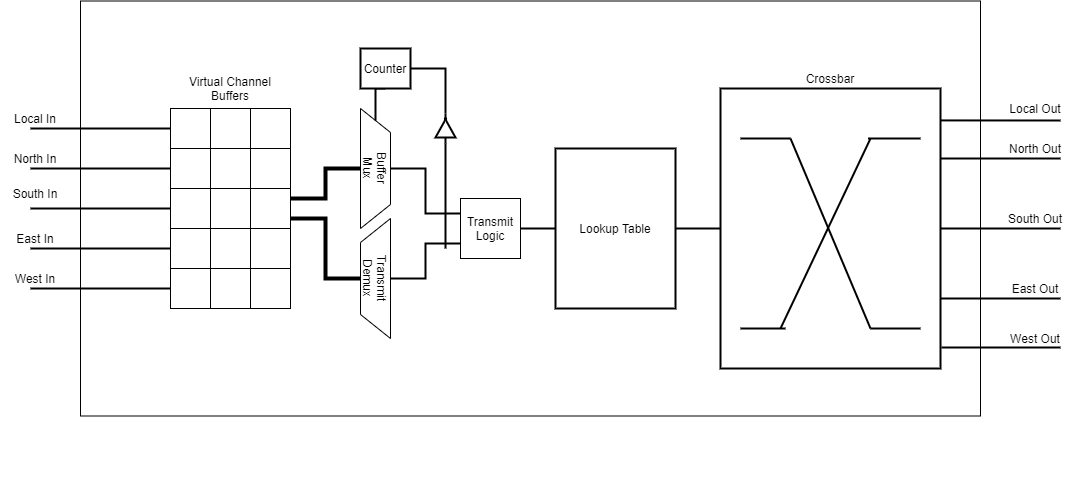 Virtual Channel
Buffers
Counter
Crossbar
Local In
North In
South In
East In
West In
Buffer
Mux
Transmit
Demux
Transmit
Logic
Lookup Table
Local Out
North Out
South Out
East Out
West Out